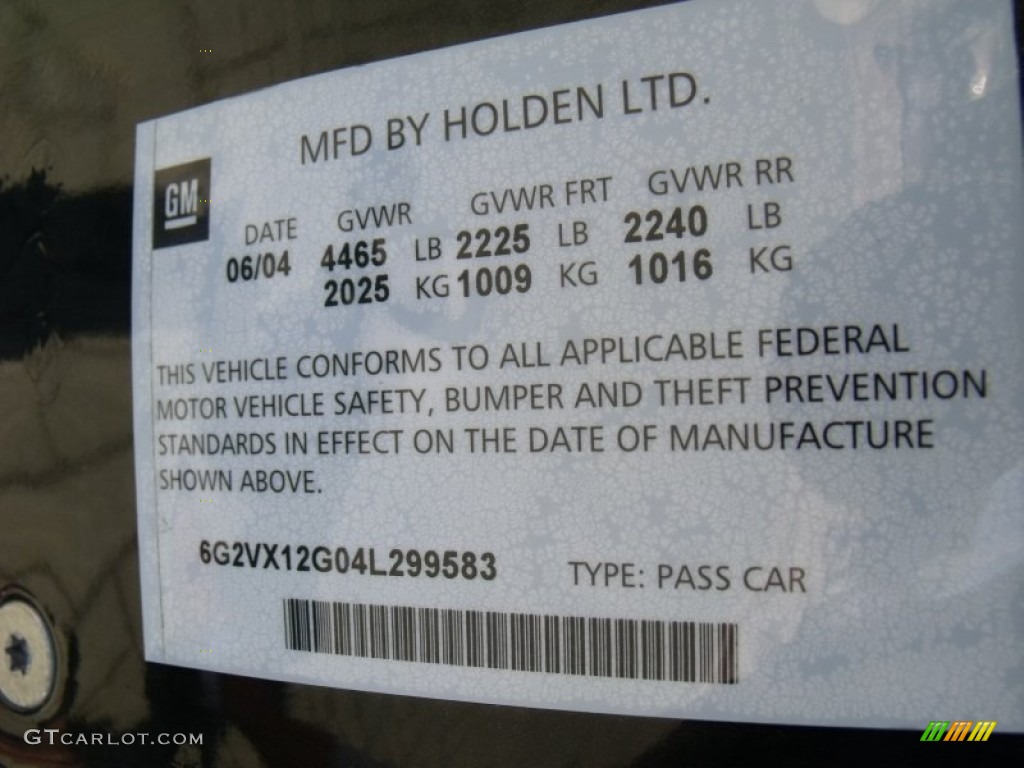 MFD BY HOLDEN LTD.
GM
DATE GVWR GVWR FRT GVWR RR
06/04 4465 LB 2225 LB 2240 LB
2025 KG 1009 KG 1016 KG
THIS VEHICLE CONFORMS TO ALL APPLICABLE FEDERAL
MOTOR VEHICLE SAFETY, BUMPER AND THEFT PREVENTION
STANDARDS IN EFFECT ON THE DATE OF MANUFACTURE
SHOWN ABOVE.
6G2VX12G04L299583 TYPE: PASS CAR
GTCARLOT.COM